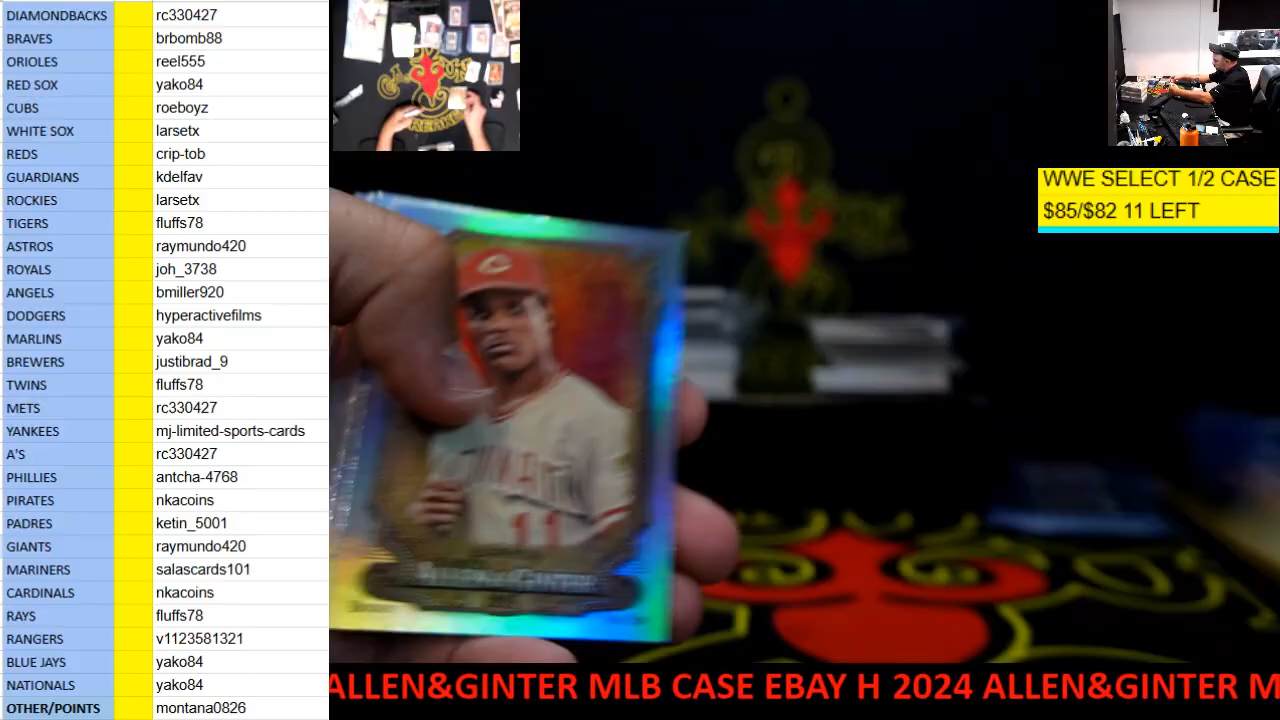 DIAMONDBACKS rc330427
BRAVES brbomb88
ORIOLES reel555
RED SOX yako84
CUBS roeboyz
WHITE SOX larsetx
REDS crip-tob
GUARDIANS kdelfav
ROCKIES larsetx
TIGERS fluffs78
ASTROS raymundo420
ROYALS joh_3738
ANGELS bmiller920
DODGERS hyperactivefilms
MARLINS yako84
BREWERS justibrad_9
TWINS fluffs78
METS rc330427
YANKEES mj-limited-sports-cards
A'S rc330427
PHILLIES antcha-4768
PIRATES nkacoins
PADRES ketin_5001
GIANTS raymundo420
MARINERS salascards101
CARDINALS nkacoins
RAYS fluffs78
RANGERS v1123581321
BLUE JAYS yako84
NATIONALS yako84
OTHER/POINTS montana0826
WWE SELECT 1/2 CASE
$85/$82 11 LEFT
11
ALLEN & GINTER
ALLEN&GINTER MLB CASE EBAY H 2024 ALLEN&GINTER M